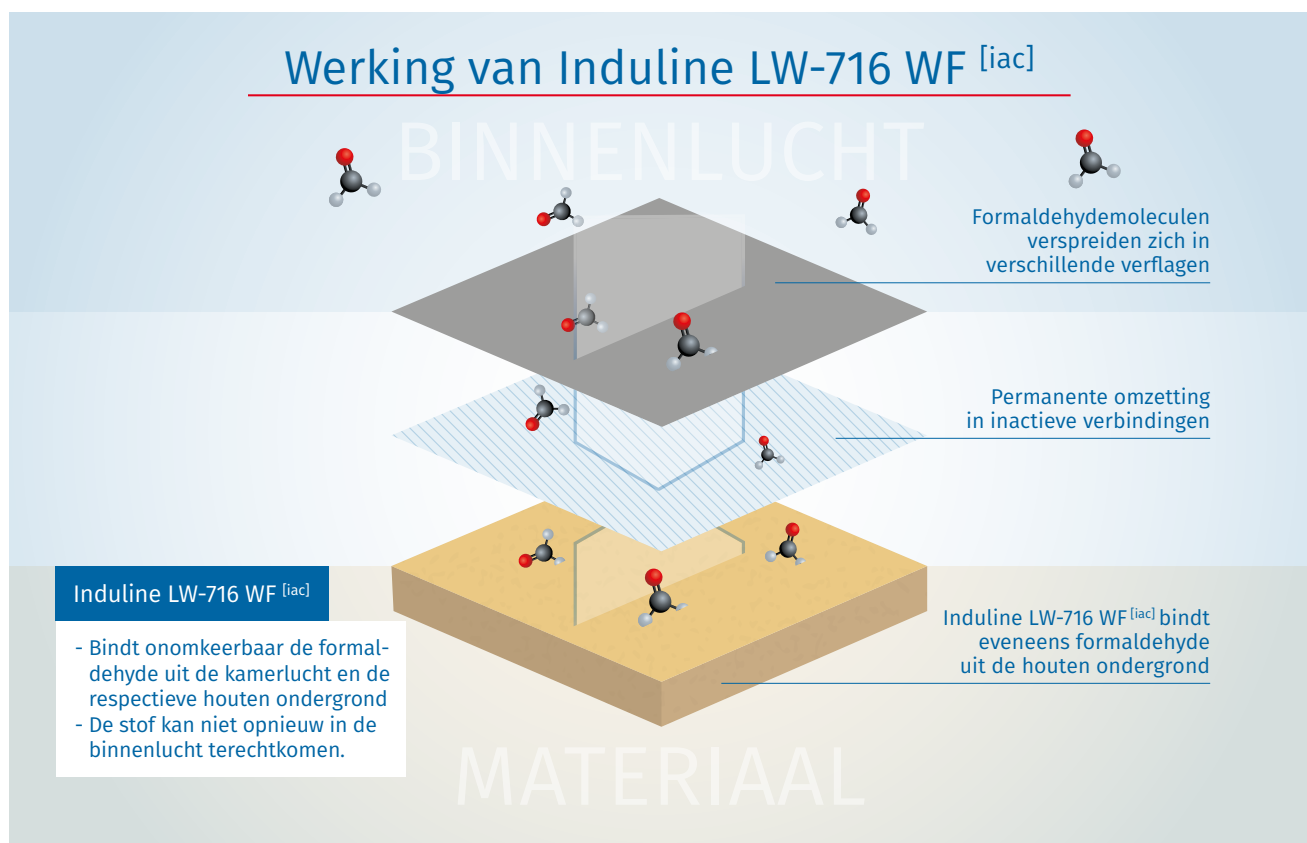 Werking van Induline LW-716 WF [iac]
BINNENLUCHT
Formaldehydemoleculen
verspreiden zich in
verschillende verflagen
Permanente omzetting
in inactieve verbindingen
Induline LW-716 WF [iac]
- Bindt onomkeerbaar de formal-
dehyde uit de kamerlucht en de
respectieve houten ondergrond
- De stof kan niet opnieuw in de
binnenlucht terechtkomen.
Induline LW-716 WF [iac] bindt
eveneens formaldehyde
uit de houten ondergrond
MATERIAAL